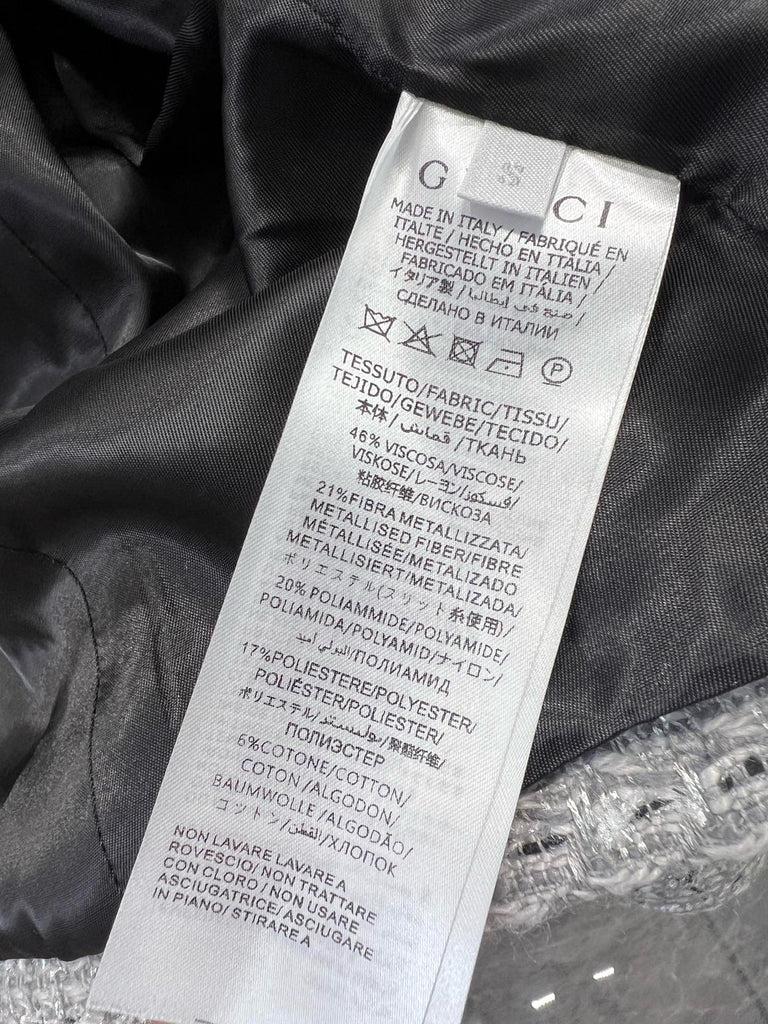 G CCI
MADE IN ITALY / FABRIQUÉ EN
ITALTE / HECHO EN TTALIA /
HERGESTELLT IN ITALIEN /
FABRICADO EM ITÁLIA /
イタリア製 / صنع في إيطاليا /
СДЕЛАНО В ИТАЛИИ
P
TESSUTO/FABRIC/TISSU/
TEJIDO/GEWEBE/TECIDO/
本体/ قماش /ТКАНЬ
46% VISCOSA/VISCOSE/
VISKOSE/レーヨン/فسكوز/
粘胶纤维/ВИСКОЗА
21%FIBRA METALLIZZATA/
METALLISED FIBER/FIBRE
MÉTALLISÉE/METALIZADO
METALLISIERT/METALIZADA/
ポリエステル(スリット糸使用)/
20% POLIAMMIDE/POLYAMIDE/
POLIAMIDA/POLYAMID/ナイロン/
البولي أميد/ПОЛИАМИД
17%POLIESTERE/POLYESTER/
POLIÉSTER/POLIESTER/
ポリエステル/بوليستر/聚酯纤维/
ПОЛИЭСТЕР
6%COTONE/COTTON/
COTON /ALGODON/
BAUMWOLLE /ALGODÃO/
コットン/القطن/ХЛОПОК
NON LAVARE LAVARE A
ROVESCIO/ NON TRATTARE
CON CLORO / NON USARE
ASCIUGATRICE/ ASCIUGARE
IN PIANO/ STIRARE A